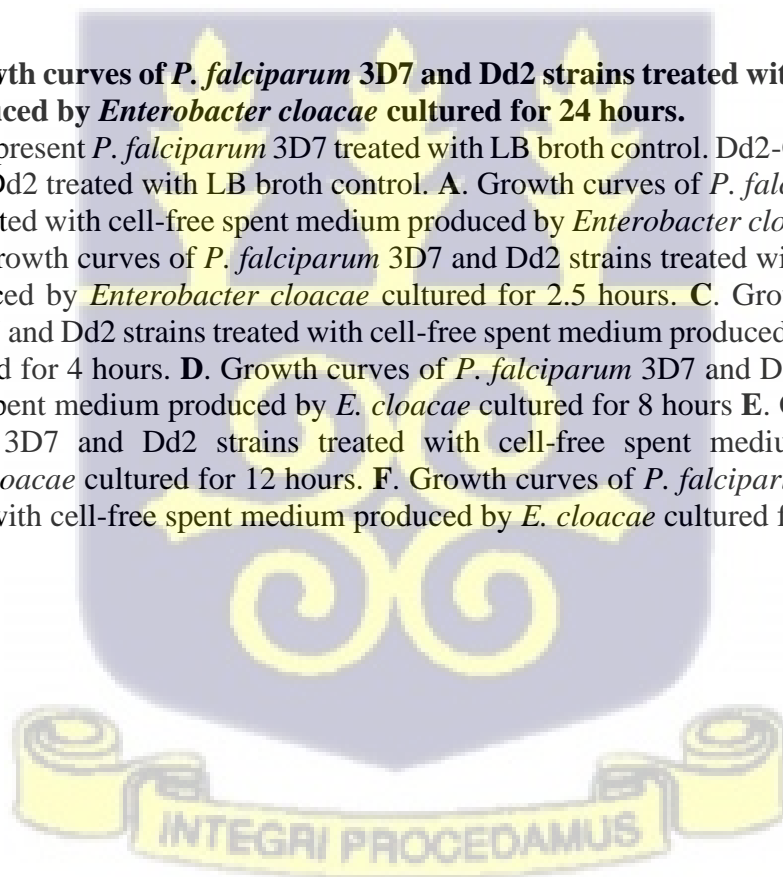 wth curves of P. falciparum 3D7 and Dd2 strains treated wit
uced by Enterobacter cloacae cultured for 24 hours.
present P. falciparum 3D7 treated with LB broth control. Dd2-
Dd2 treated with LB broth control. A. Growth curves of P. falc
ted with cell-free spent medium produced by Enterobacter clo
rowth curves of P. falciparum 3D7 and Dd2 strains treated wi
ced by Enterobacter cloacae cultured for 2.5 hours. C. Gro
and Dd2 strains treated with cell-free spent medium produced
d for 4 hours. D. Growth curves of P. falciparum 3D7 and D
pent medium produced by E. cloacae cultured for 8 hours E.
3D7 and Dd2 strains treated with cell-free spent mediu
loacae cultured for 12 hours. F. Growth curves of P. falcipar
with cell-free spent medium produced by E. cloacae cultured f
INTEGRI PROCEDAMUS